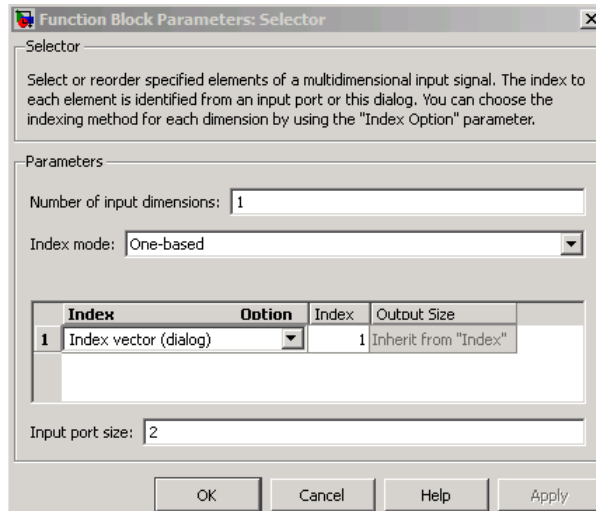 Function Block Parameters: Selector
Selector
Select or reorder specified elements of a multidimensional input signal. The index to
each element is identified from an input port or this dialog. You can choose the
indexing method for each dimension by using the "Index Option" parameter.
Parameters
Number of input dimensions: 1
Index mode: One-based
Index Option Index Output Size
1 Index vector (dialog) 1 Inherit from "Index"
Input port size: 2
OK Cancel Help Apply